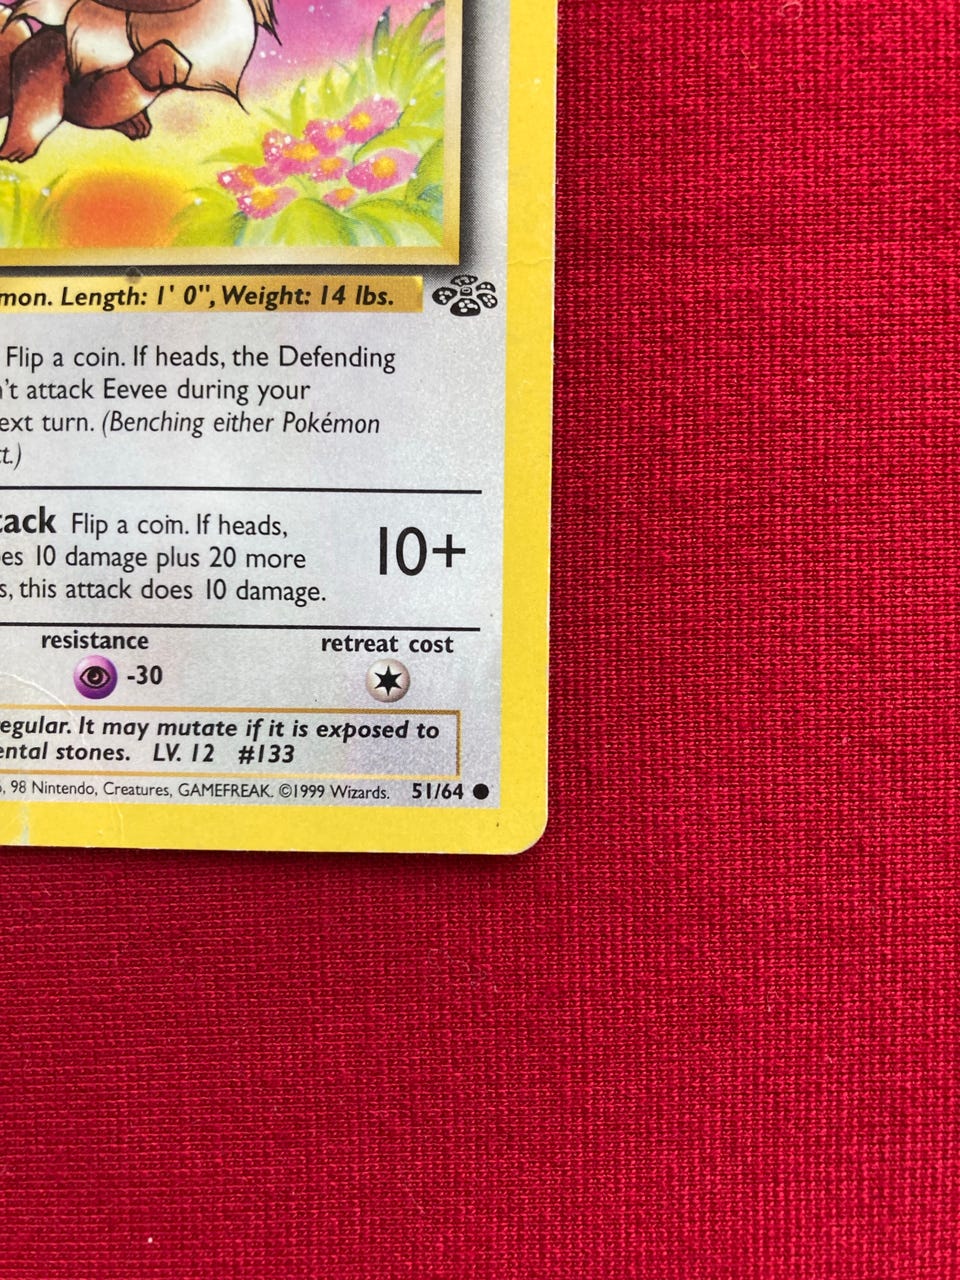 mon. Length: 1' 0", Weight: 14 lbs.
Flip a coin. If heads, the Defending
n't attack Eevee during your
ext turn. (Benching either Pokémon
ct.)
tack Flip a coin. If heads,
es 10 damage plus 20 more
s, this attack does 10 damage.
10+
resistance
retreat cost
-30
egular. It may mutate if it is exposed to
ental stones. LV. 12 #133
, 98 Nintendo, Creatures, GAMEFREAK. ©1999 Wizards. 51/64